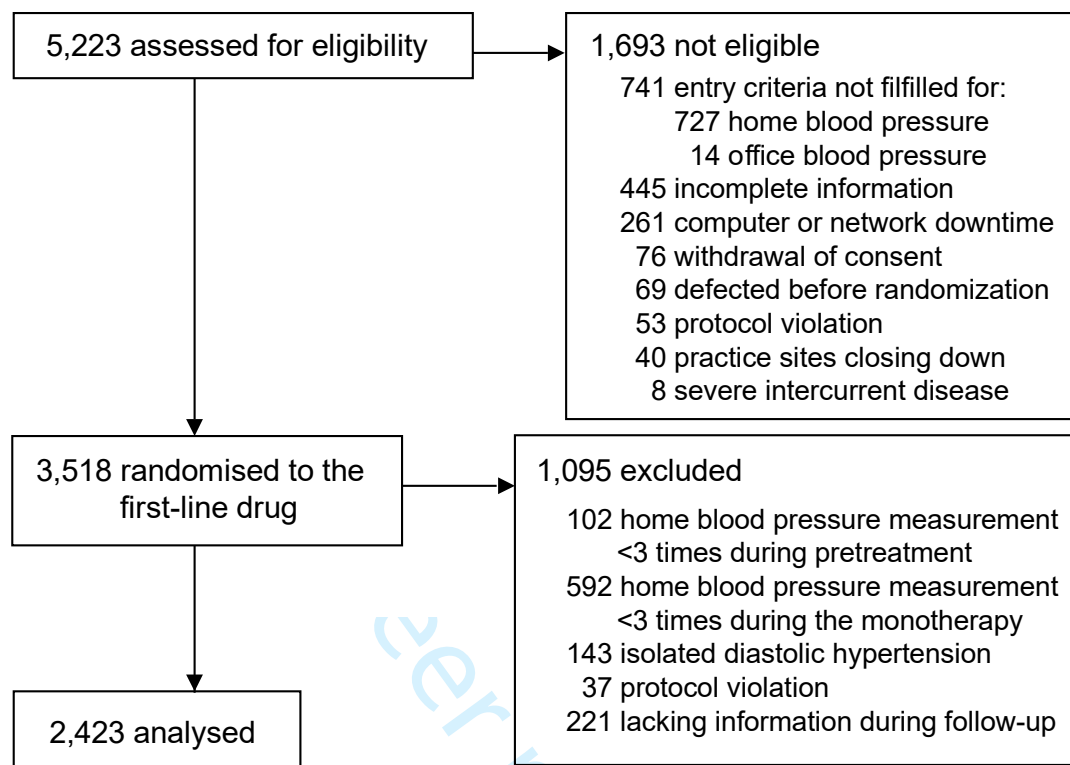 5,223 assessed for eligibility
1,693 not eligible
741 entry criteria not filfilled for:
727 home blood pressure
14 office blood pressure
445 incomplete information
261 computer or network downtime
76 withdrawal of consent
69 defected before randomization
53 protocol violation
40 practice sites closing down
8 severe intercurrent disease
3,518 randomised to the
first-line drug
1,095 excluded
102 home blood pressure measurement
<3 times during pretreatment
592 home blood pressure measurement
<3 times during the monotherapy
143 isolated diastolic hypertension
37 protocol violation
221 lacking information during follow-up
2,423 analysed